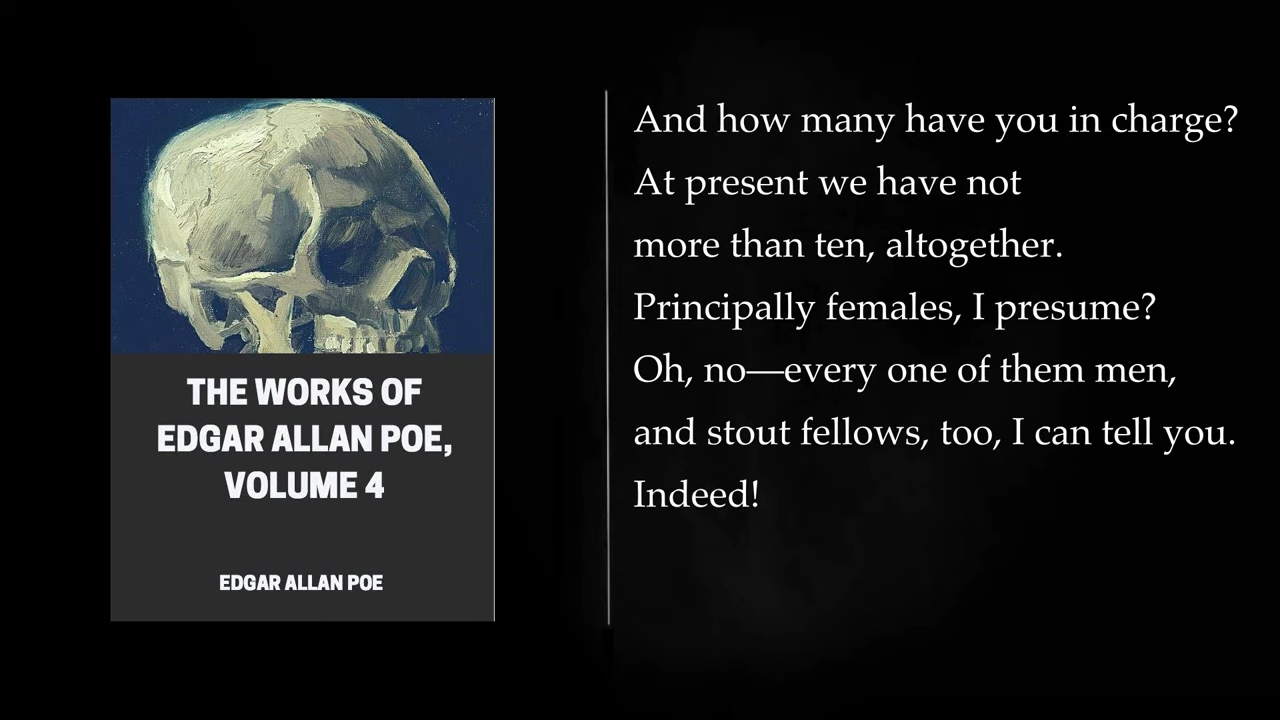 THE WORKS OF
EDGAR ALLAN POE,
VOLUME 4
EDGAR ALLAN POE
And how many have you in charge?
At present we have not
more than ten, altogether.
Principally females, I presume?
Oh, no—every one of them men,
and stout fellows, too, I can tell you.
Indeed!